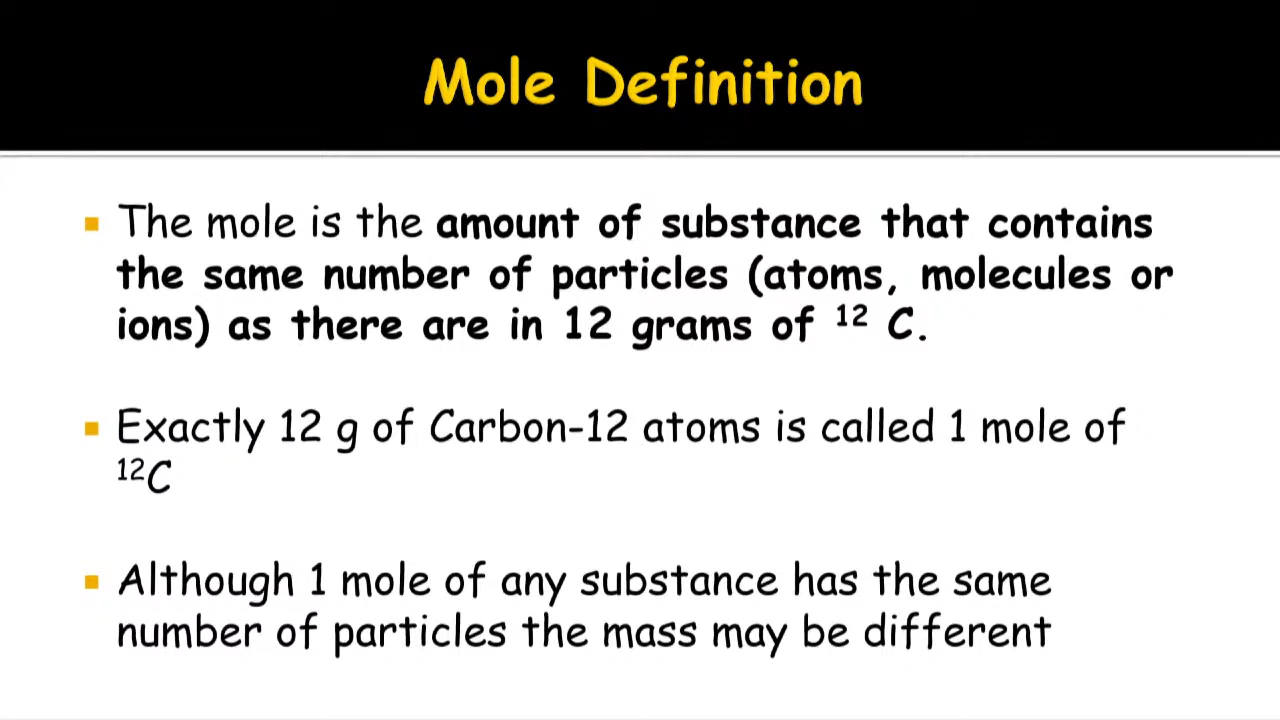 Mole Definition
▪ The mole is the amount of substance that contains
the same number of particles (atoms, molecules or
ions) as there are in 12 grams of ¹² C.
▪ Exactly 12 g of Carbon-12 atoms is called 1 mole of
¹²C
▪ Although 1 mole of any substance has the same
number of particles the mass may be different